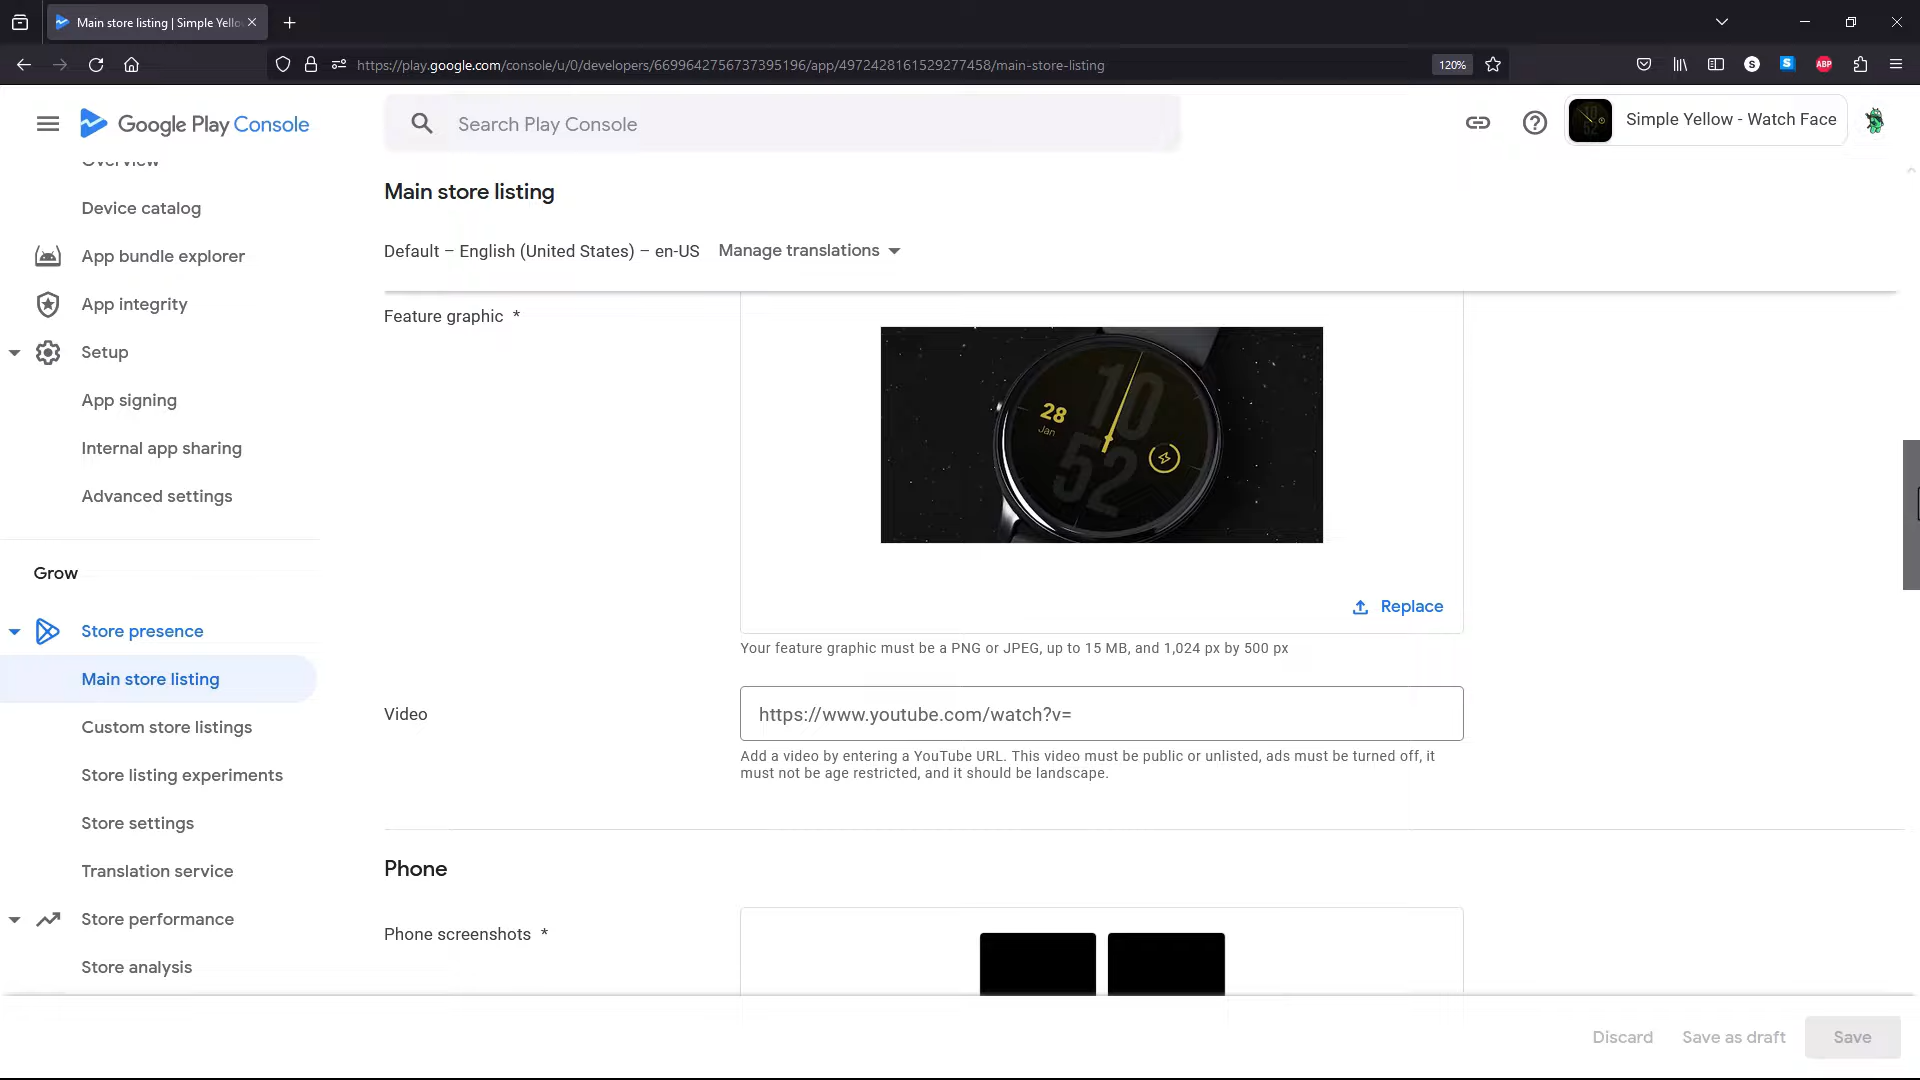 Main store listing | Simple Yello
https://play.google.com/console/u/0/developers/6699642756737395196/app/4972428161529277458/main-store-listing
120%
S
S
ABP
Google Play Console
Search Play Console
Simple Yellow - Watch Face
Overview
Device catalog
App bundle explorer
App integrity
Setup
App signing
Internal app sharing
Advanced settings
Grow
Store presence
Main store listing
Custom store listings
Store listing experiments
Store settings
Translation service
Store performance
Store analysis
Main store listing
Default – English (United States) – en-US
Manage translations
Feature graphic *
10
52
28
Jan
Replace
Your feature graphic must be a PNG or JPEG, up to 15 MB, and 1,024 px by 500 px
Video
https://www.youtube.com/watch?v=
Add a video by entering a YouTube URL. This video must be public or unlisted, ads must be turned off, it
must not be age restricted, and it should be landscape.
Phone
Phone screenshots *
Discard
Save as draft
Save